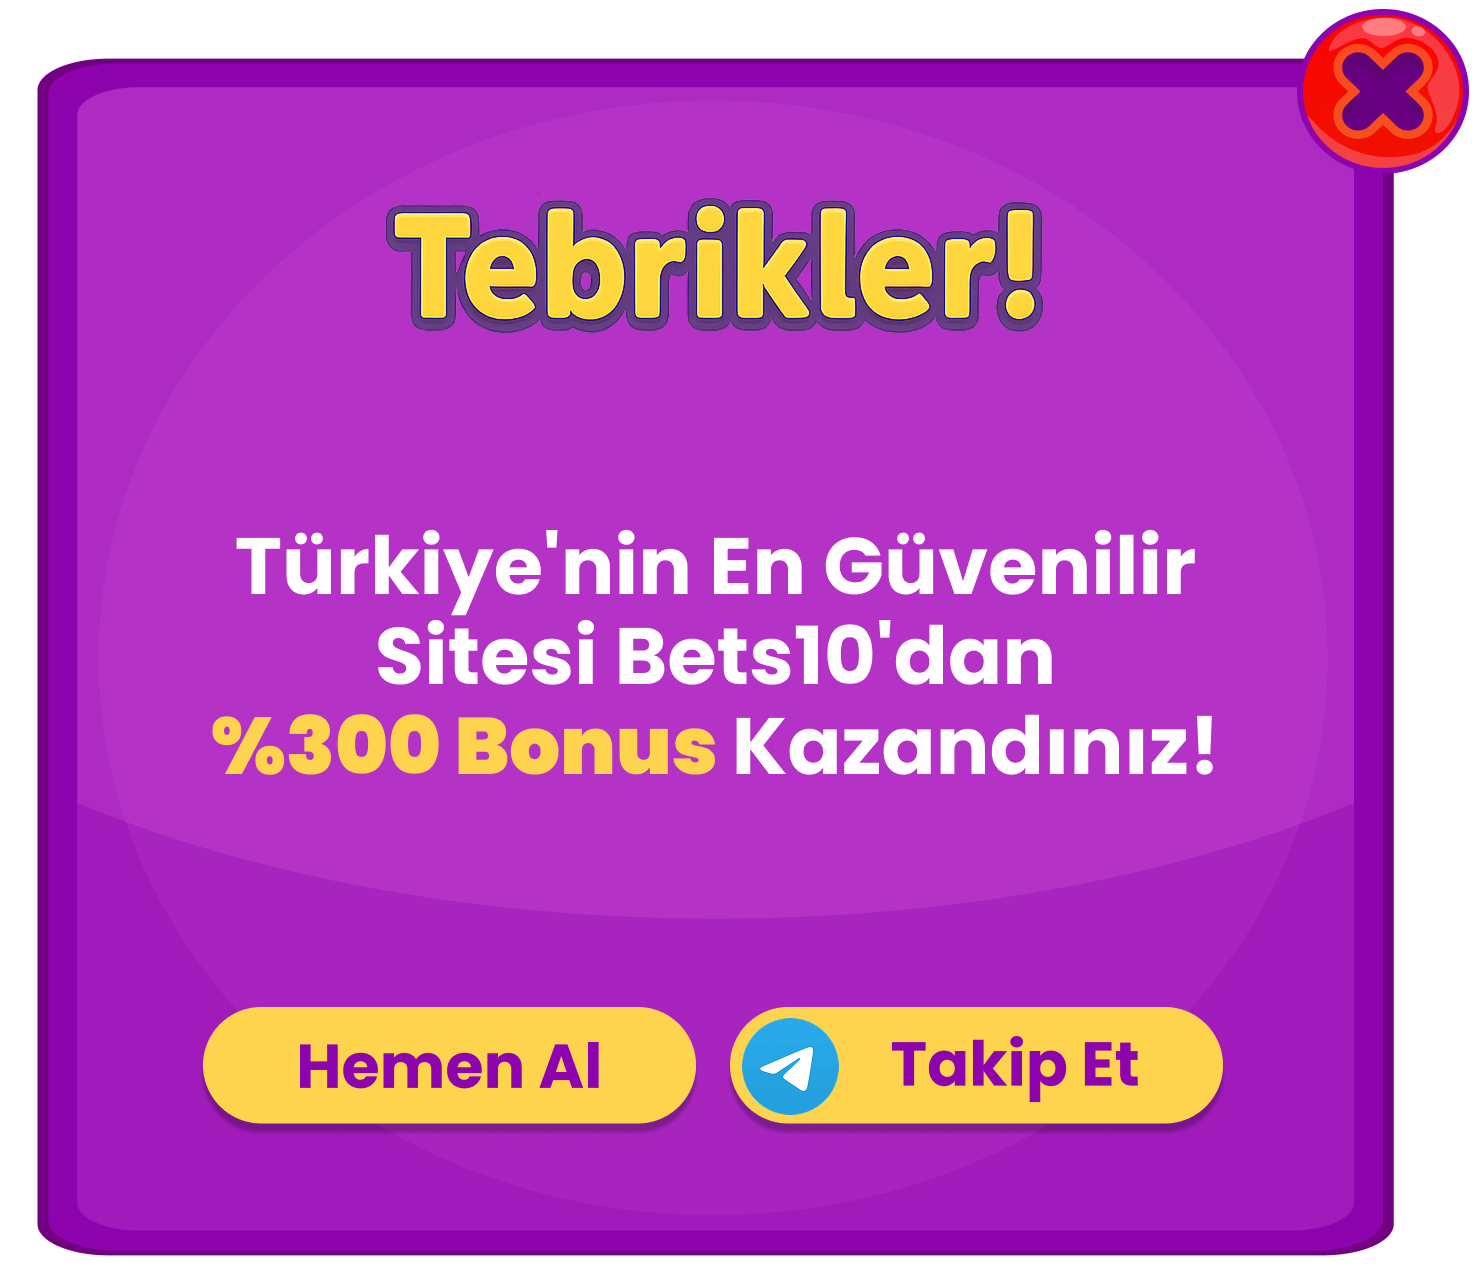 Tebrikler!
Türkiye'nin En Güvenilir
Sitesi Bets10'dan
%300 Bonus Kazandınız!
Hemen Al
Takip Et